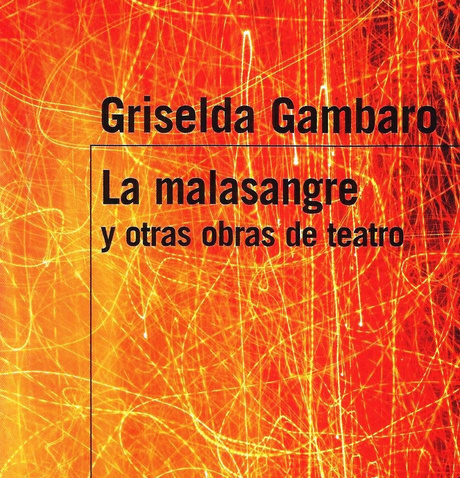 Griselda Gambaro
La malasangre
y otras obras de teatro